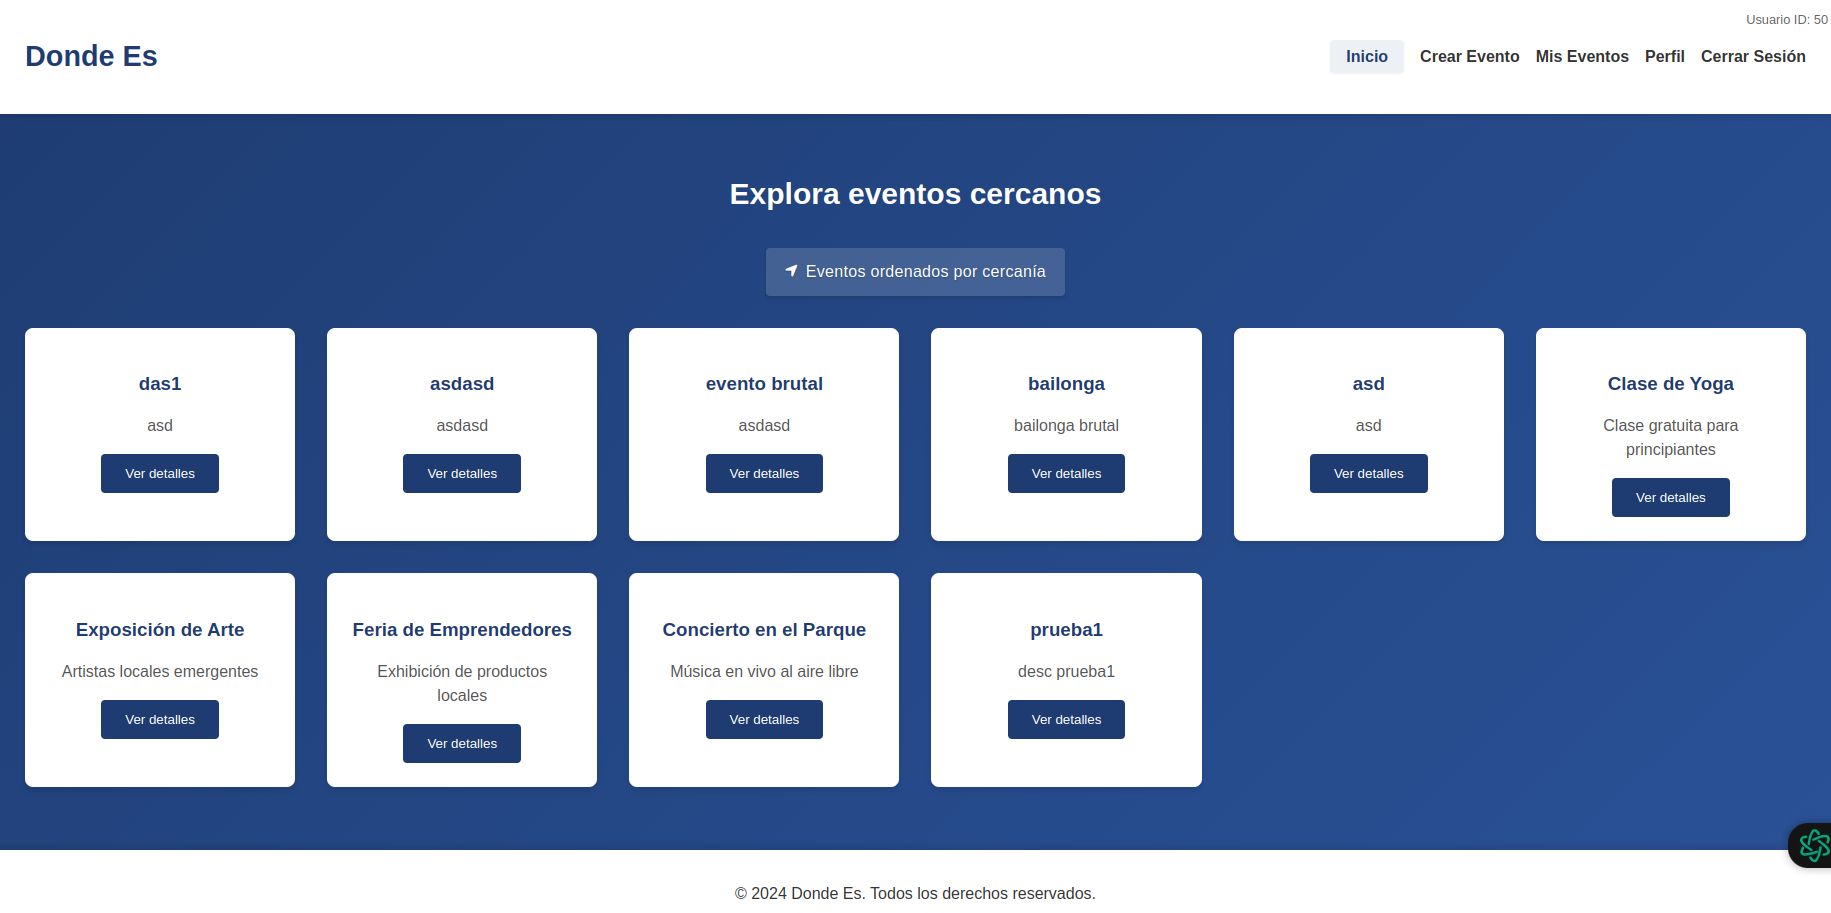 Usuario ID: 50
Donde Es
Inicio Crear Evento Mis Eventos Perfil Cerrar Sesión
Explora eventos cercanos
Eventos ordenados por cercanía
das1
asd
Ver detalles
asdasd
asdasd
Ver detalles
evento brutal
asdasd
Ver detalles
bailonga
bailonga brutal
Ver detalles
asd
asd
Ver detalles
Clase de Yoga
Clase gratuita para
principiantes
Ver detalles
Exposición de Arte
Artistas locales emergentes
Ver detalles
Feria de Emprendedores
Exhibición de productos
locales
Ver detalles
Concierto en el Parque
Música en vivo al aire libre
Ver detalles
prueba1
desc prueba1
Ver detalles
© 2024 Donde Es. Todos los derechos reservados.